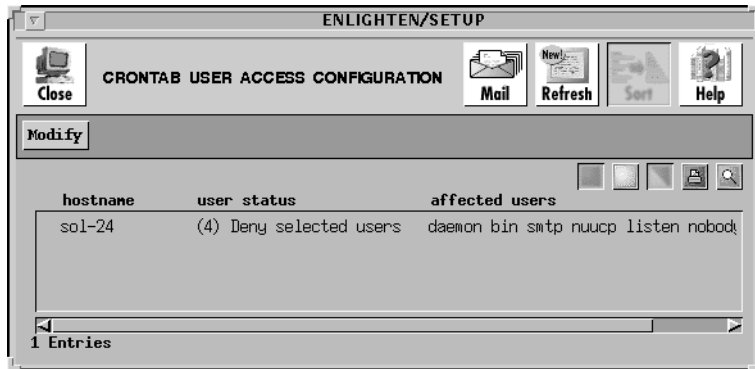 ENLIGHTEN/SETUP
Close
CRONTAB USER ACCESS CONFIGURATION
Mail
New!
Refresh
Sort
Help
Modify
hostname user status affected users
sol-24 (4) Deny selected users daemon bin smtp nuucp listen nobody
1 Entries